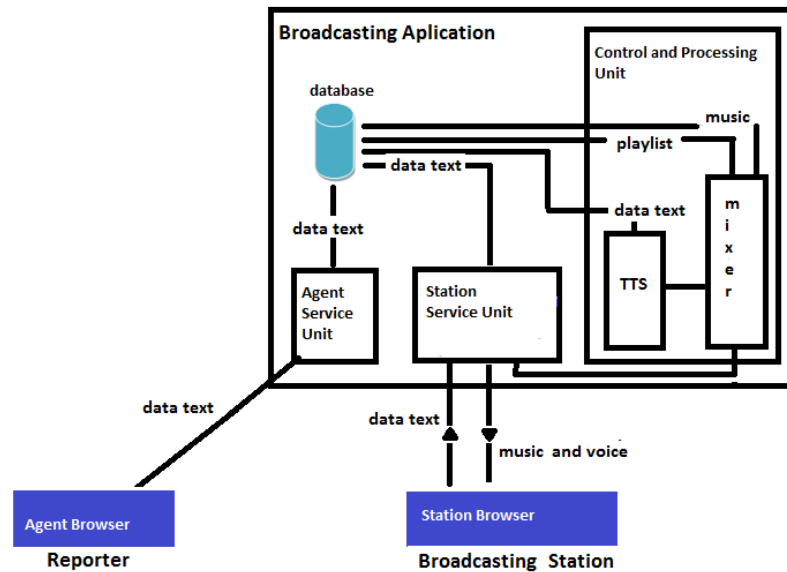 Broadcasting Aplication
Control and Processing
Unit
database
music
playlist
data text
data text
data text
m
i
x
e
r
TTS
Agent
Service
Unit
Station
Service Unit
data text
data text
music and voice
Agent Browser
Station Browser
Reporter
Broadcasting Station